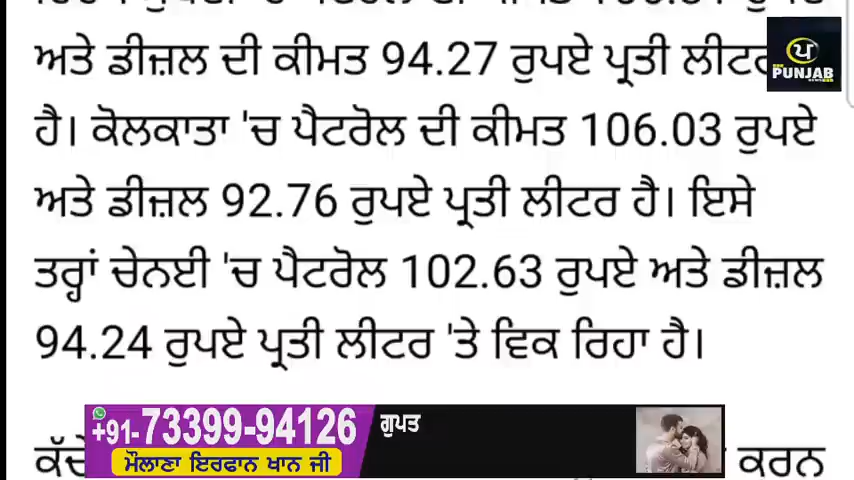 ਅਤੇ ਡੀਜ਼ਲ ਦੀ ਕੀਮਤ 94.27 ਰੁਪਏ ਪ੍ਰਤੀ ਲੀਟਰ
ਹੈ। ਕੋਲਕਾਤਾ 'ਚ ਪੈਟਰੋਲ ਦੀ ਕੀਮਤ 106.03 ਰੁਪਏ
ਅਤੇ ਡੀਜ਼ਲ 92.76 ਰੁਪਏ ਪ੍ਰਤੀ ਲੀਟਰ ਹੈ। ਇਸੇ
ਤਰ੍ਹਾਂ ਚੇਨਈ 'ਚ ਪੈਟਰੋਲ 102.63 ਰੁਪਏ ਅਤੇ ਡੀਜ਼ਲ
94.24 ਰੁਪਏ ਪ੍ਰਤੀ ਲੀਟਰ 'ਤੇ ਵਿਕ ਰਿਹਾ ਹੈ।
ਕਰਨ
ਪ
PUNJAB
+91-73399-94126
ਮੌਲਾਣਾ ਇਰਫਾਨ ਖਾਨ ਜੀ
ਗੁਪਤ